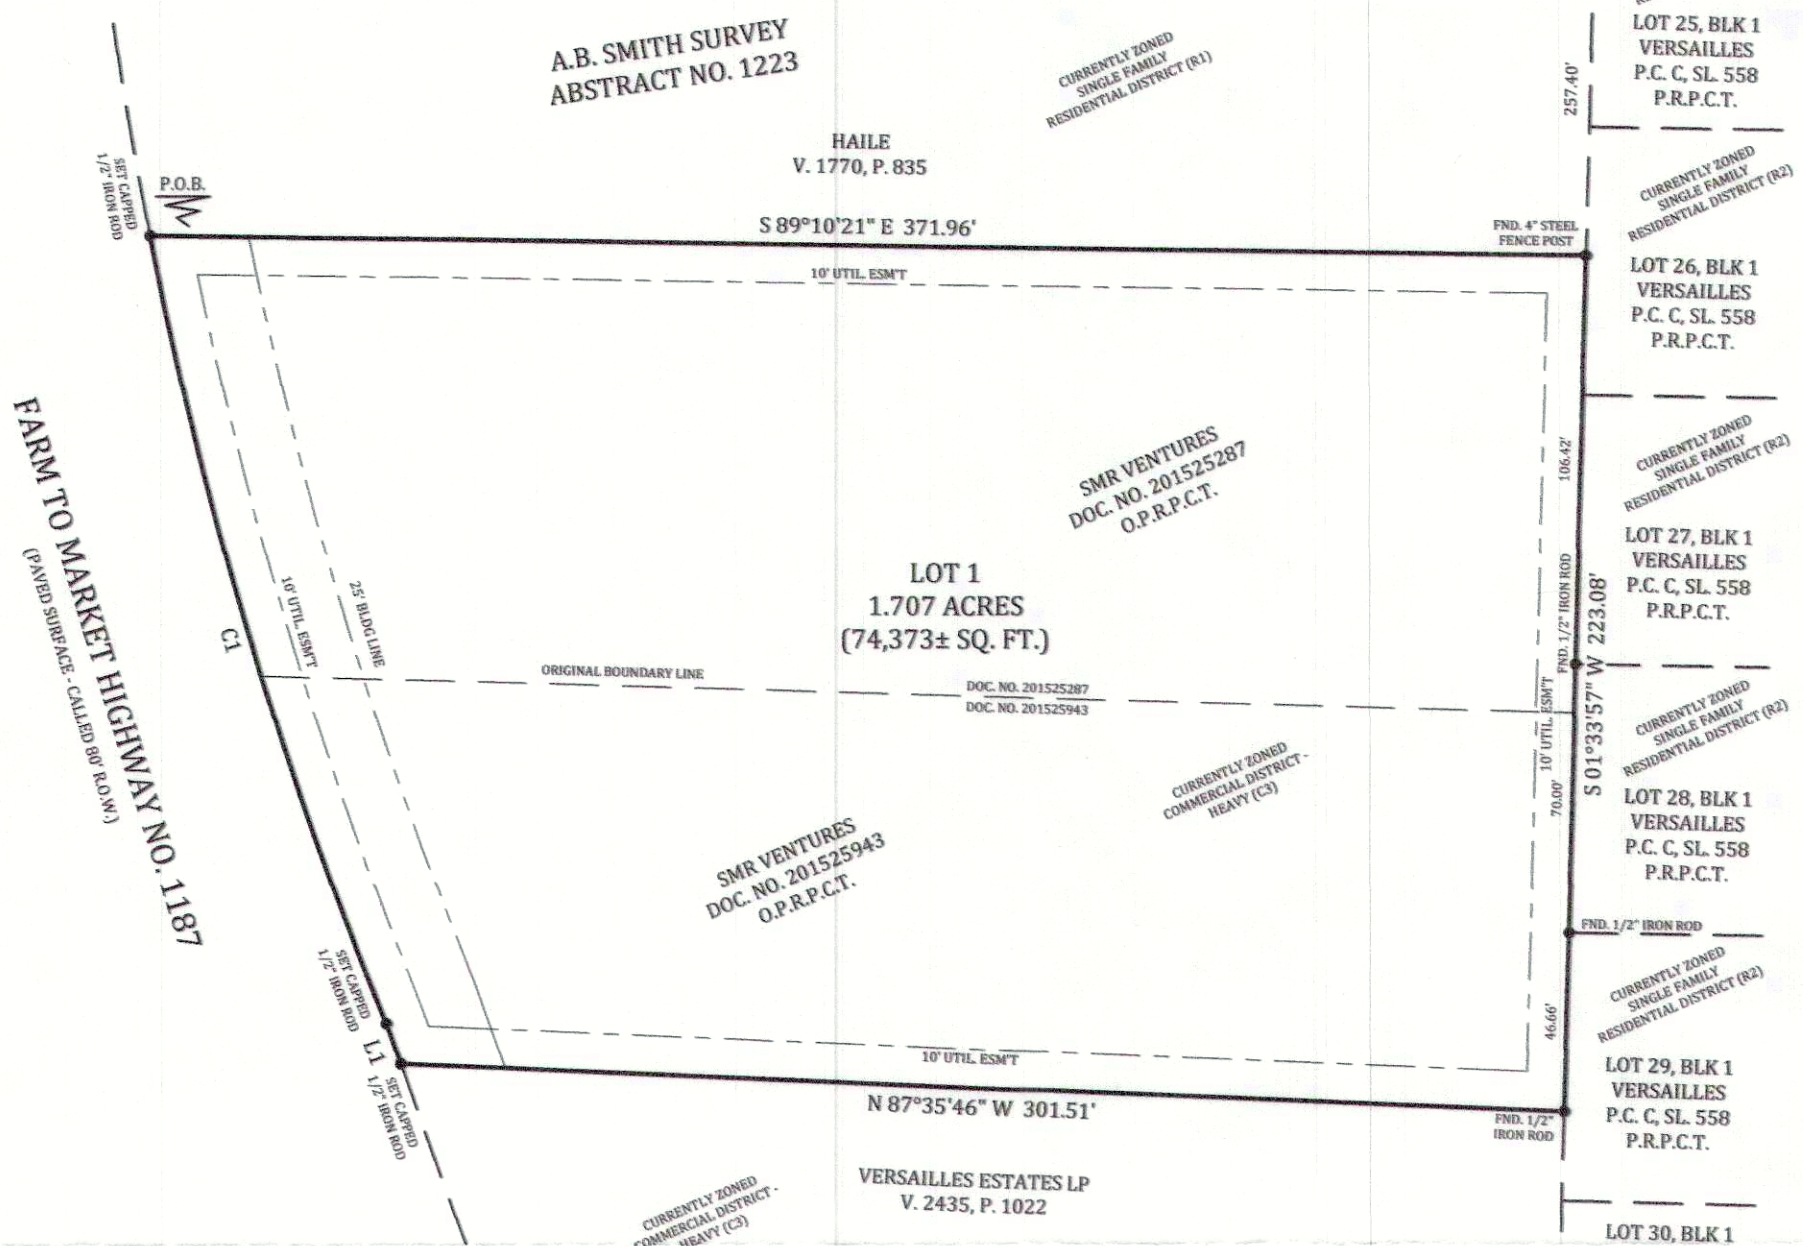 A.B. SMITH SURVEY
ABSTRACT NO. 1223
CURRENTLY ZONED
SINGLE FAMILY
RESIDENTIAL DISTRICT (R1)
257.40'
LOT 25, BLK 1
VERSAILLES
P.C. C, SL. 558
P.R.P.C.T.
HAILE
V. 1770, P. 835
SET CAPPED
1/2" IRON ROD
P.O.B.
S 89°10'21" E 371.96'
FND. 4" STEEL
FENCE POST
CURRENTLY ZONED
SINGLE FAMILY
RESIDENTIAL DISTRICT (R2)
LOT 26, BLK 1
VERSAILLES
P.C. C, SL. 558
P.R.P.C.T.
10' UTIL. ESM'T
FARM TO MARKET HIGHWAY NO. 1187
(PAVED SURFACE - CALLED 80' R.O.W.)
C1
10' UTIL. ESM'T
25' BLDG LINE
SMR VENTURES
DOC. NO. 201525287
O.P.R.P.C.T.
LOT 1
1.707 ACRES
(74,373± SQ. FT.)
106.42'
FND. 1/2" IRON ROD
S 01°33'57" W 223.08'
CURRENTLY ZONED
SINGLE FAMILY
RESIDENTIAL DISTRICT (R2)
LOT 27, BLK 1
VERSAILLES
P.C. C, SL. 558
P.R.P.C.T.
ORIGINAL BOUNDARY LINE
DOC. NO. 201525287
DOC. NO. 201525943
10' UTIL. ESM'T
70.00'
CURRENTLY ZONED
COMMERCIAL DISTRICT -
HEAVY (C3)
CURRENTLY ZONED
SINGLE FAMILY
RESIDENTIAL DISTRICT (R2)
LOT 28, BLK 1
VERSAILLES
P.C. C, SL. 558
P.R.P.C.T.
SMR VENTURES
DOC. NO. 201525943
O.P.R.P.C.T.
FND. 1/2" IRON ROD
SET CAPPED
1/2" IRON ROD
L1
SET CAPPED
1/2" IRON ROD
46.66'
CURRENTLY ZONED
SINGLE FAMILY
RESIDENTIAL DISTRICT (R2)
LOT 29, BLK 1
VERSAILLES
P.C. C, SL. 558
P.R.P.C.T.
10' UTIL. ESM'T
N 87°35'46" W 301.51'
FND. 1/2"
IRON ROD
VERSAILLES ESTATES LP
V. 2435, P. 1022
CURRENTLY ZONED
COMMERCIAL DISTRICT -
HEAVY (C3)
LOT 30, BLK 1